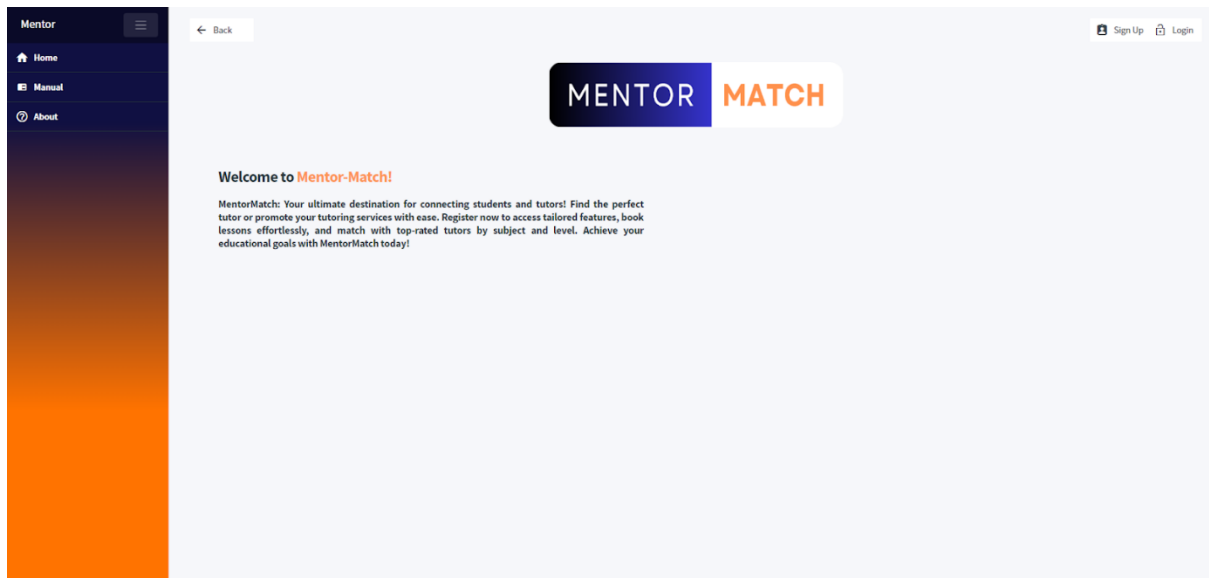 Mentor
Back
Sign Up
Login
Home
Manual
About
MENTOR MATCH
Welcome to Mentor-Match!
MentorMatch: Your ultimate destination for connecting students and tutors! Find the perfect
tutor or promote your tutoring services with ease. Register now to access tailored features, book
lessons effortlessly, and match with top-rated tutors by subject and level. Achieve your
educational goals with MentorMatch today!